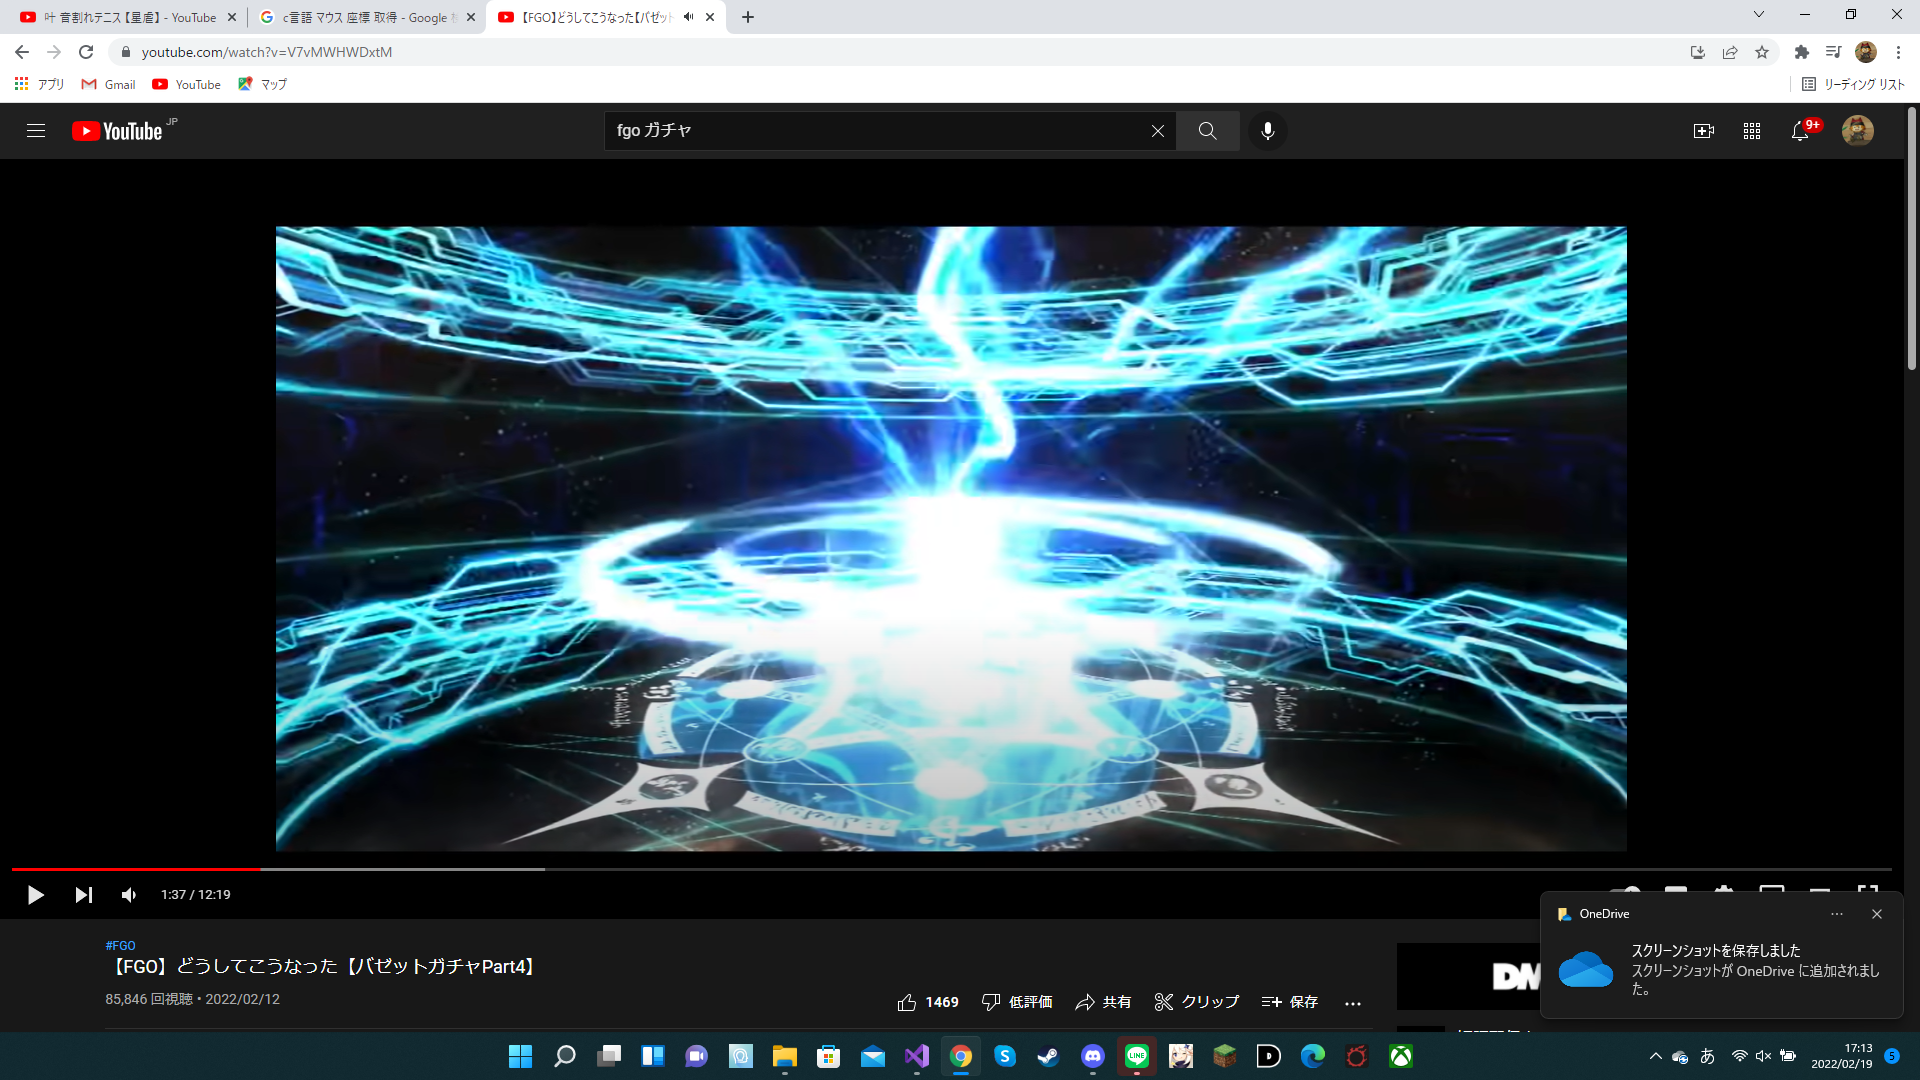 叶 音割れテニス【星虐】 - YouTube
c言語 マウス 座標 取得 - Google
【FGO】どうしてこうなった【バゼット
youtube.com/watch?v=V7vMWHWDxtM
アプリ Gmail YouTube マップ リーディング リスト
YouTube JP
fgo ガチャ
9+
1:37 / 12:19
OneDrive
スクリーンショットを保存しました
スクリーンショットが OneDrive に追加されまし
た。
#FGO
【FGO】どうしてこうなった【バゼットガチャPart4】
85,846 回視聴・2022/02/12
1469 低評価 共有 クリップ 保存
DM
LINE
あ
17:13
2022/02/19
5